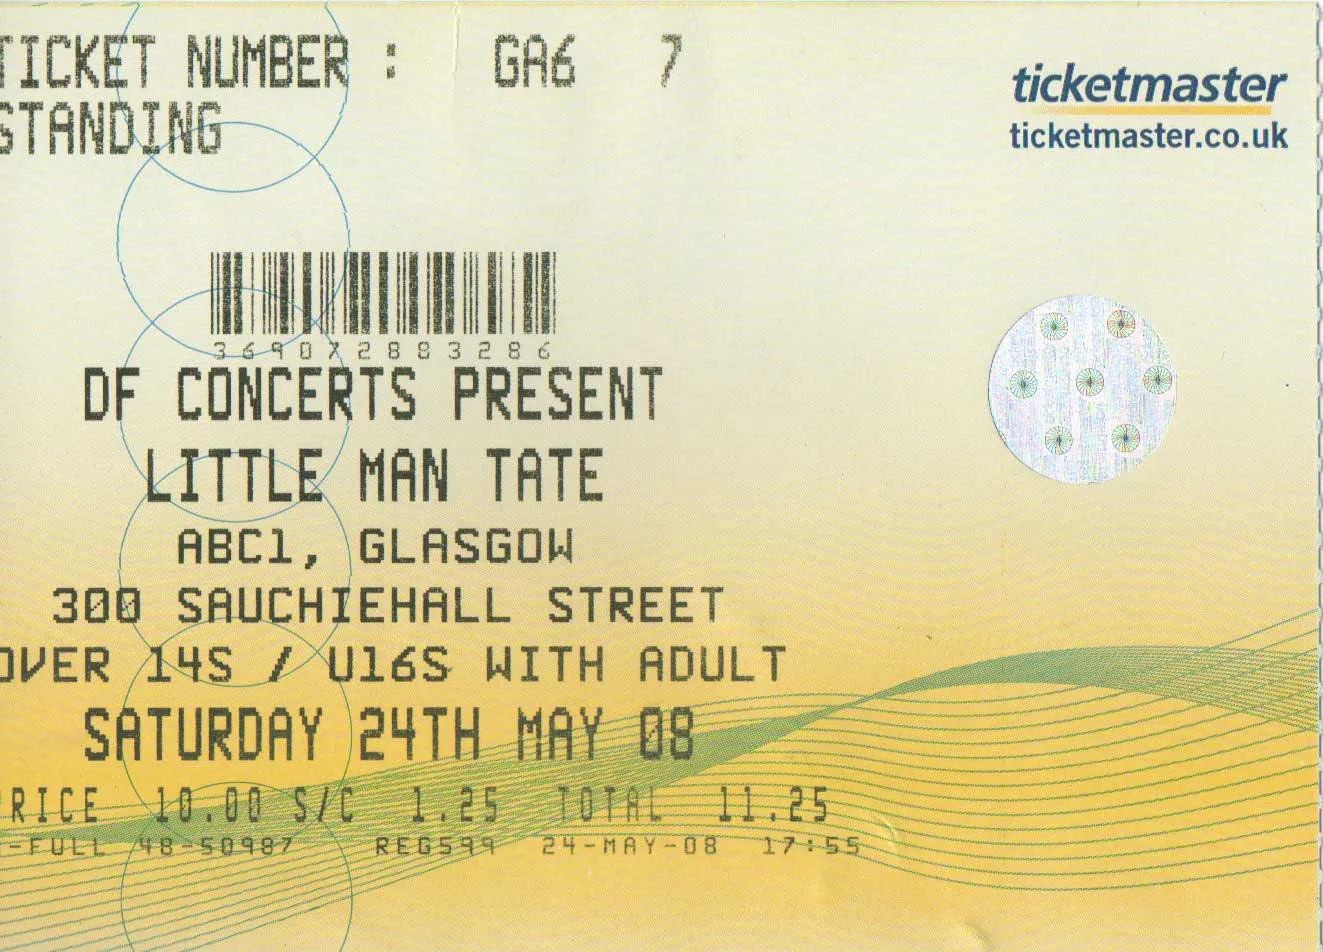 TICKET NUMBER : GA6 7
STANDING
ticketmaster
ticketmaster.co.uk
369072883286
DF CONCERTS PRESENT
LITTLE MAN TATE
ABC1, GLASGOW
300 SAUCHIEHALL STREET
OVER 14S / U16S WITH ADULT
SATURDAY 24TH MAY 08
PRICE 10.00 S/C 1.25 TOTAL 11.25
-FULL 48-50987 REG599 24-MAY-08 17:55